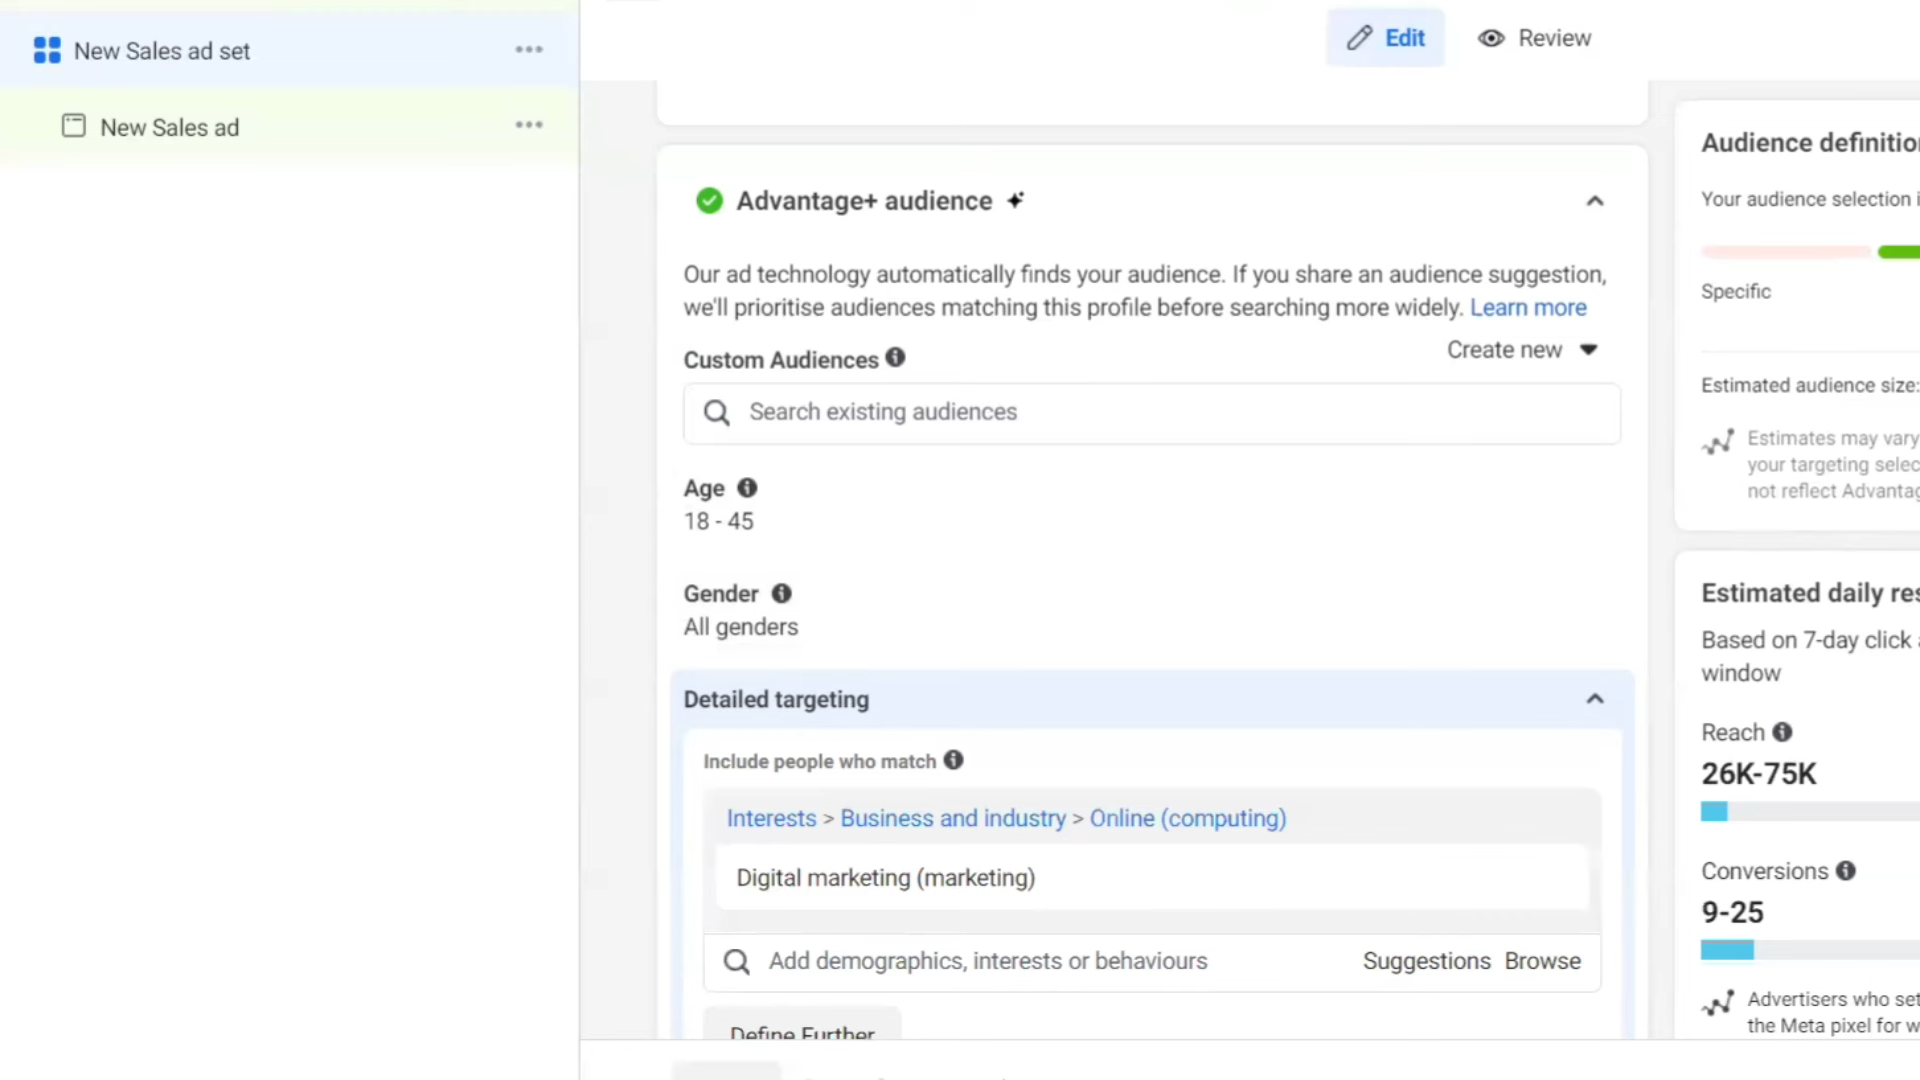 New Sales ad set
New Sales ad
Edit
Review
Advantage+ audience
Our ad technology automatically finds your audience. If you share an audience suggestion,
we'll prioritise audiences matching this profile before searching more widely. Learn more
Custom Audiences
Create new
Search existing audiences
Age
18 - 45
Gender
All genders
Detailed targeting
Include people who match
Interests > Business and industry > Online (computing)
Digital marketing (marketing)
Add demographics, interests or behaviours
Suggestions Browse
Define Further
Audience definition
Your audience selection i
Specific
Estimated audience size:
Estimates may vary
your targeting selec
not reflect Advantag
Estimated daily res
Based on 7-day click
window
Reach
26K-75K
Conversions
9-25
Advertisers who set
the Meta pixel for w